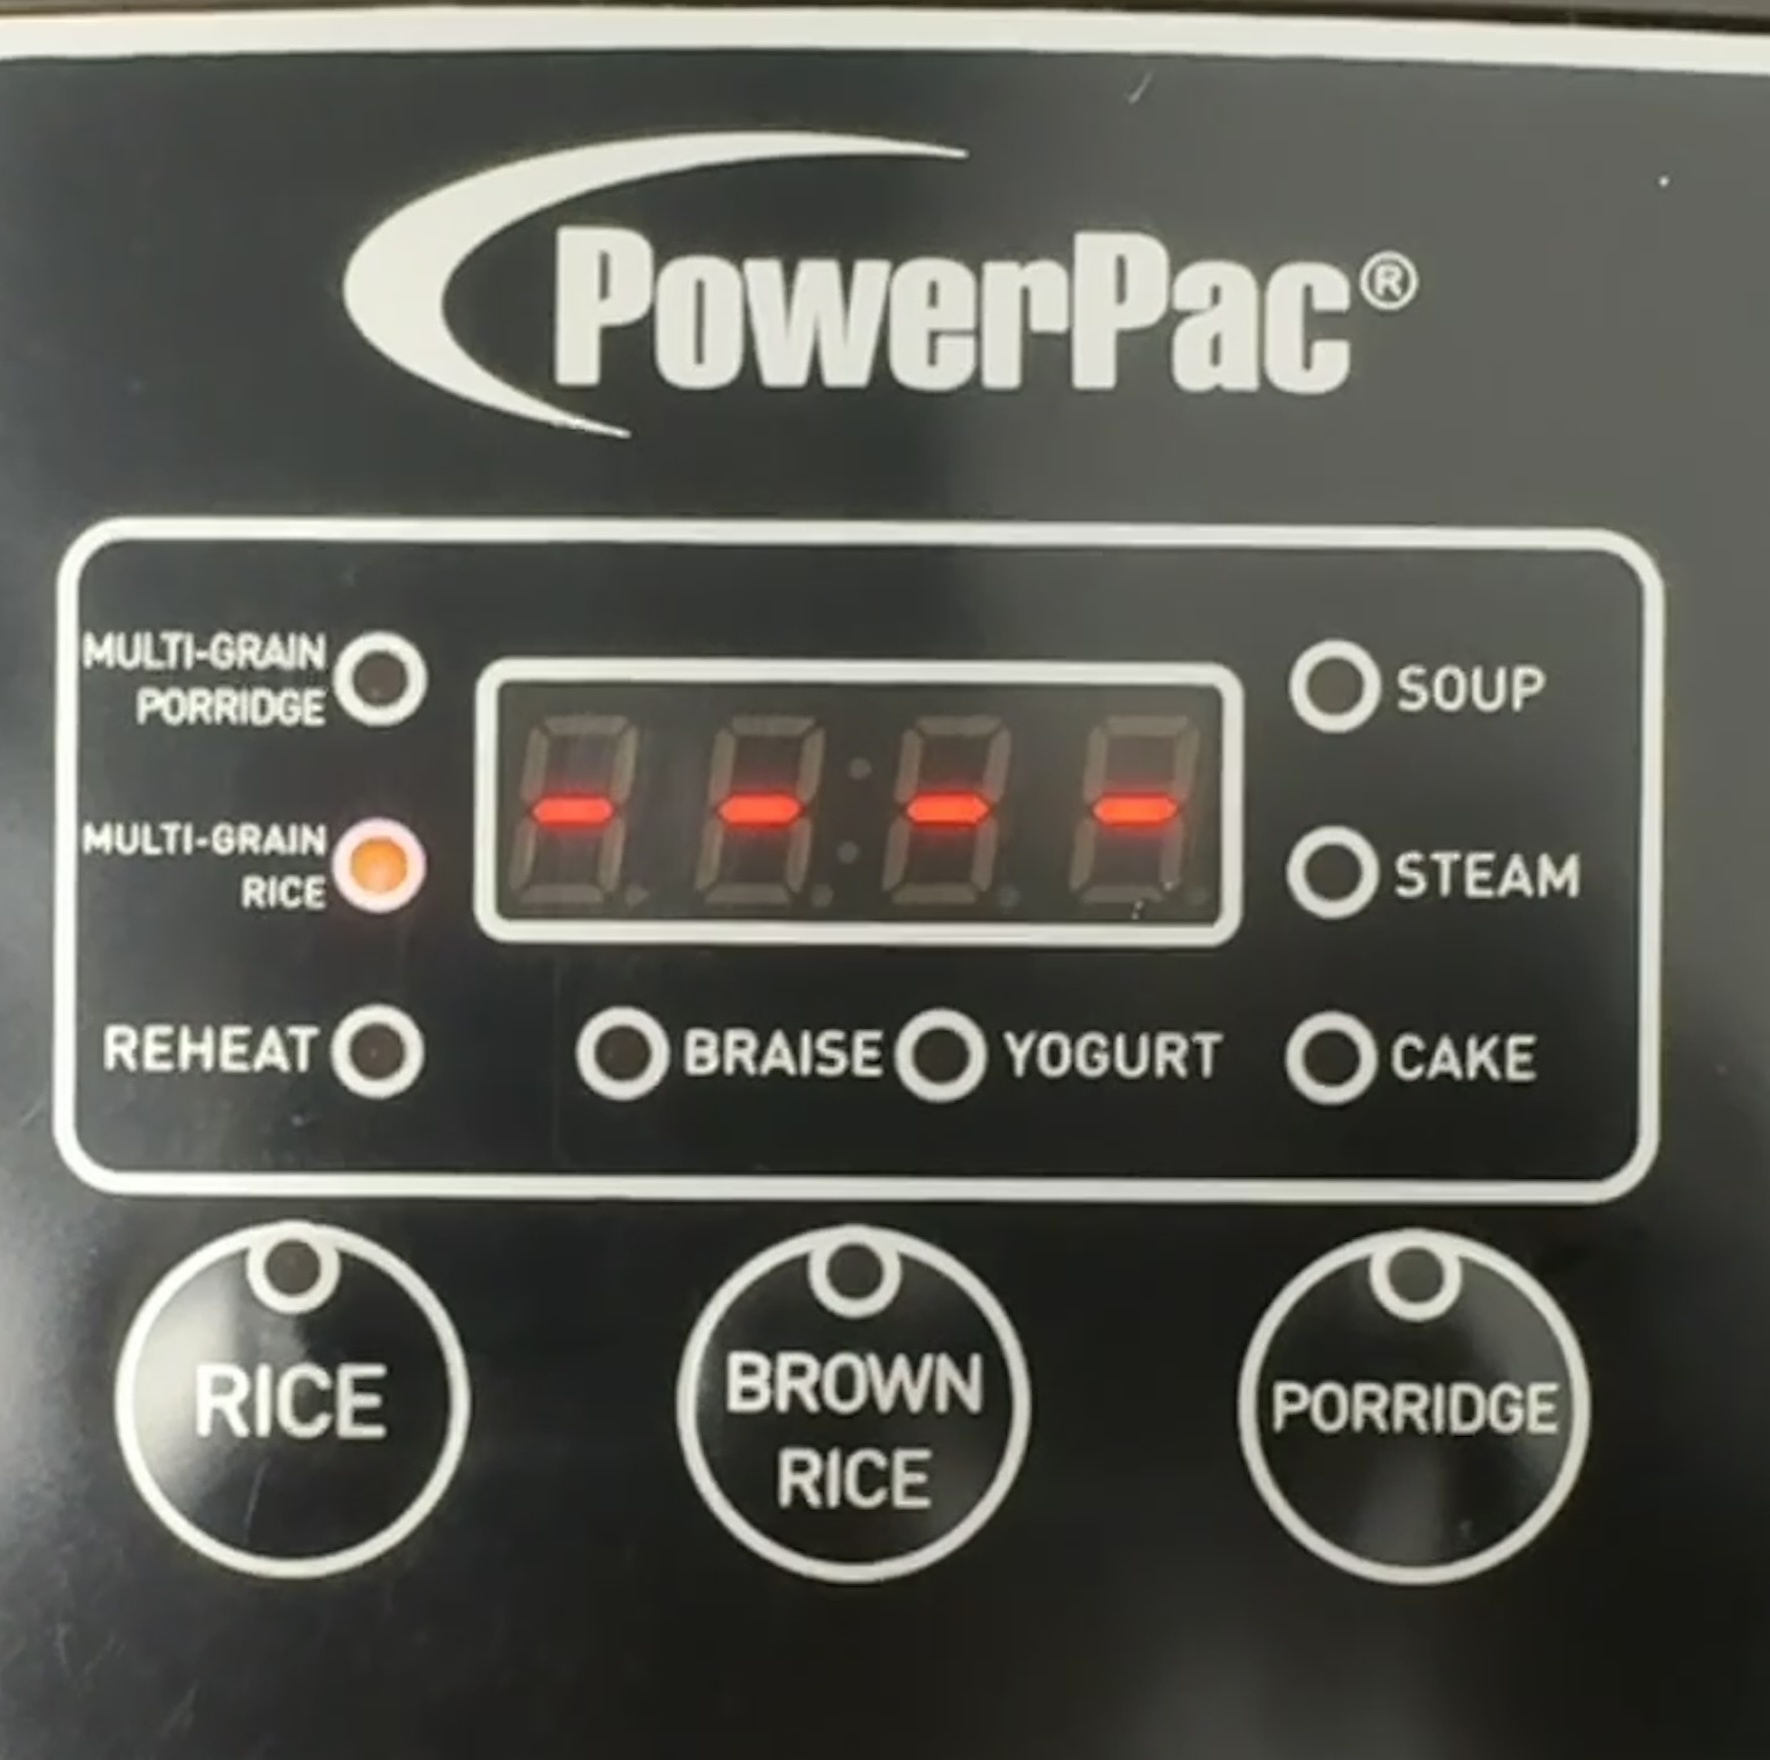 PowerPac®
MULTI-GRAIN
PORRIDGE
SOUP
- - - -
MULTI-GRAIN
RICE
STEAM
REHEAT
BRAISE
YOGURT
CAKE
RICE
BROWN
RICE
PORRIDGE